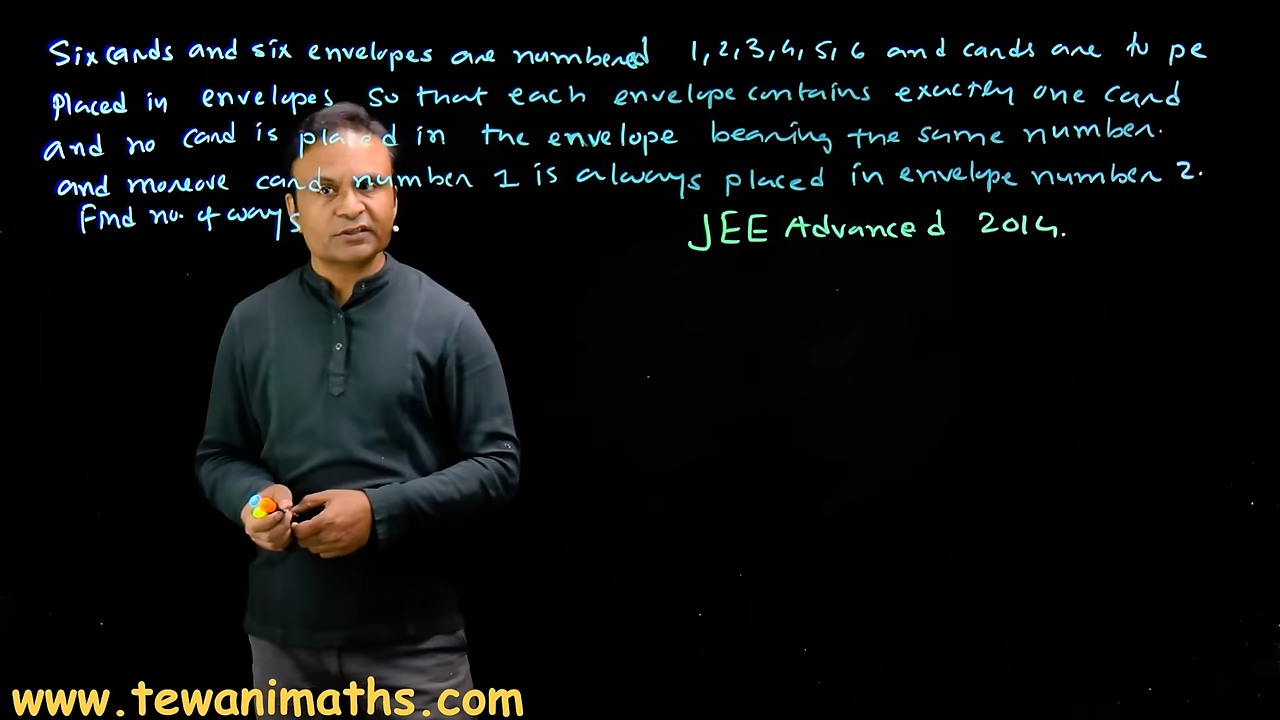 Six cards and six envelopes are numbered 1, 2, 3, 4, 5, 6 and cards are to pe
Placed in envelopes so that each envelope contains exactly one card
and no card is placed in the envelope bearing the same number.
and moreove card number 1 is always placed in envelope number 2.
Find no. of ways
JEE Advanced 2014.
www.tewanimaths.com